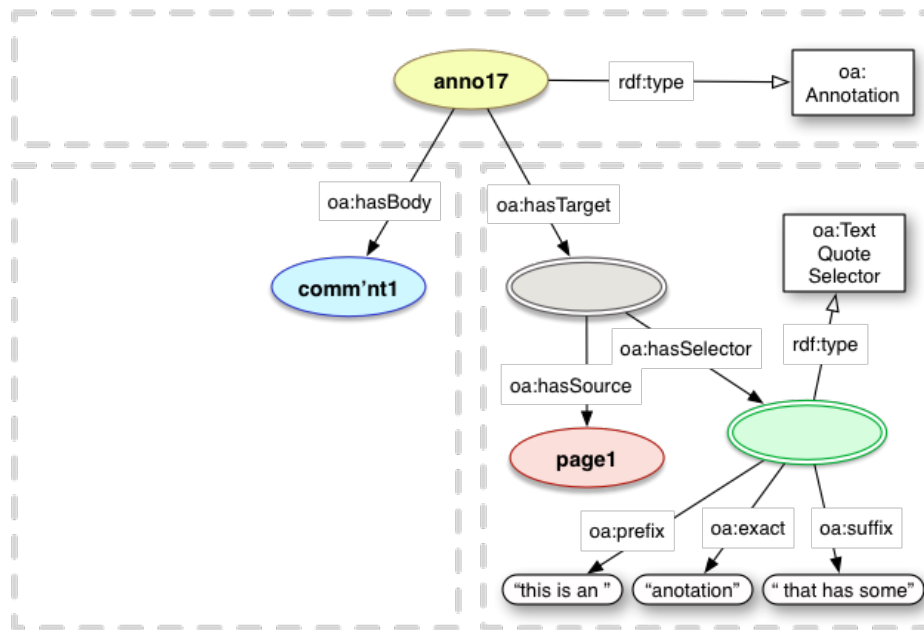 anno17
rdf:type
oa:
Annotation
oa:hasBody
oa:hasTarget
oa:Text
Quote
Selector
comm'nt1
oa:hasSelector
rdf:type
oa:hasSource
page1
oa:prefix
oa:exact
oa:suffix
“this is an ”
“anotation”
“ that has some”